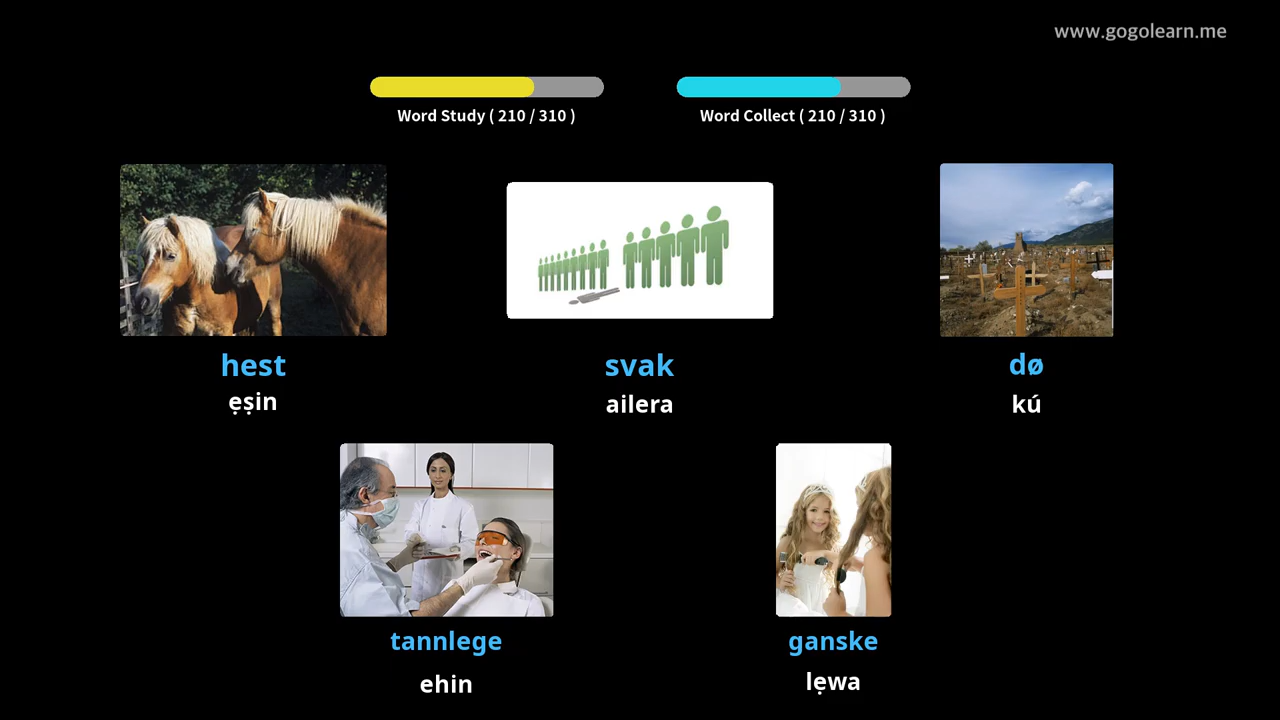 www.gogolearn.me
Word Study ( 210 / 310 )
Word Collect ( 210 / 310 )
hest
ẹṣin
svak
ailera
dø
kú
tannlege
ehin
ganske
lẹwa